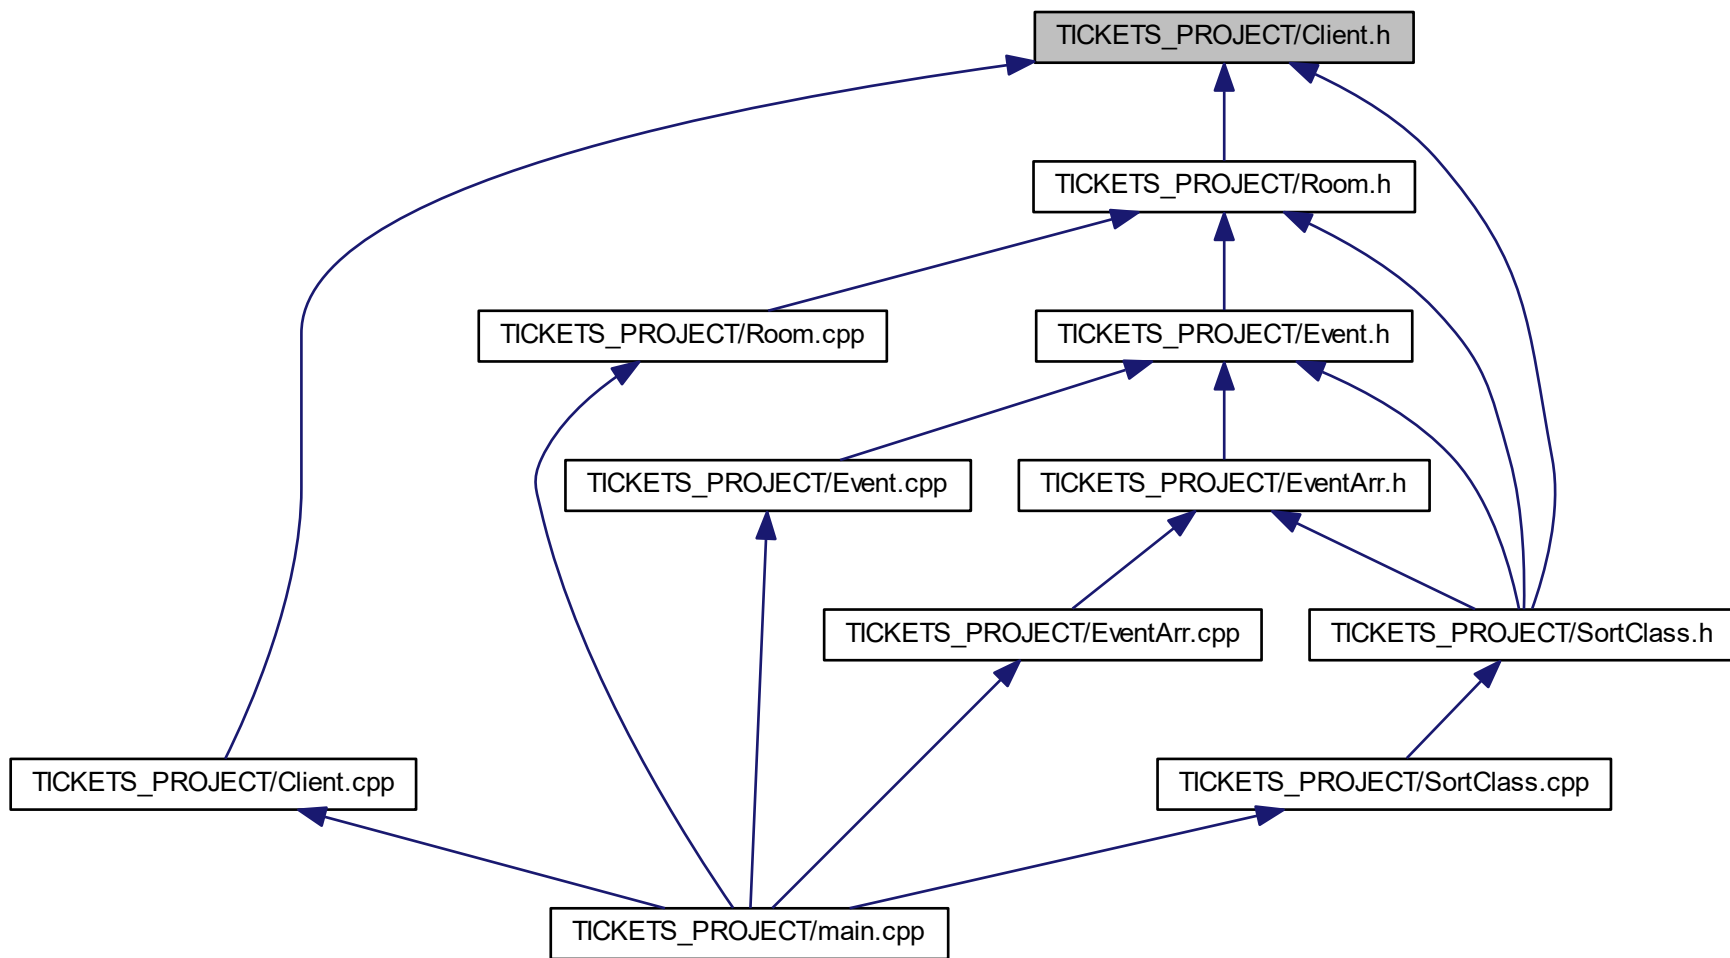 TICKETS_PROJECT/Client.h
TICKETS_PROJECT/Room.h
TICKETS_PROJECT/Room.cpp
TICKETS_PROJECT/Event.h
TICKETS_PROJECT/Event.cpp
TICKETS_PROJECT/EventArr.h
TICKETS_PROJECT/EventArr.cpp
TICKETS_PROJECT/SortClass.h
TICKETS_PROJECT/Client.cpp
TICKETS_PROJECT/SortClass.cpp
TICKETS_PROJECT/main.cpp